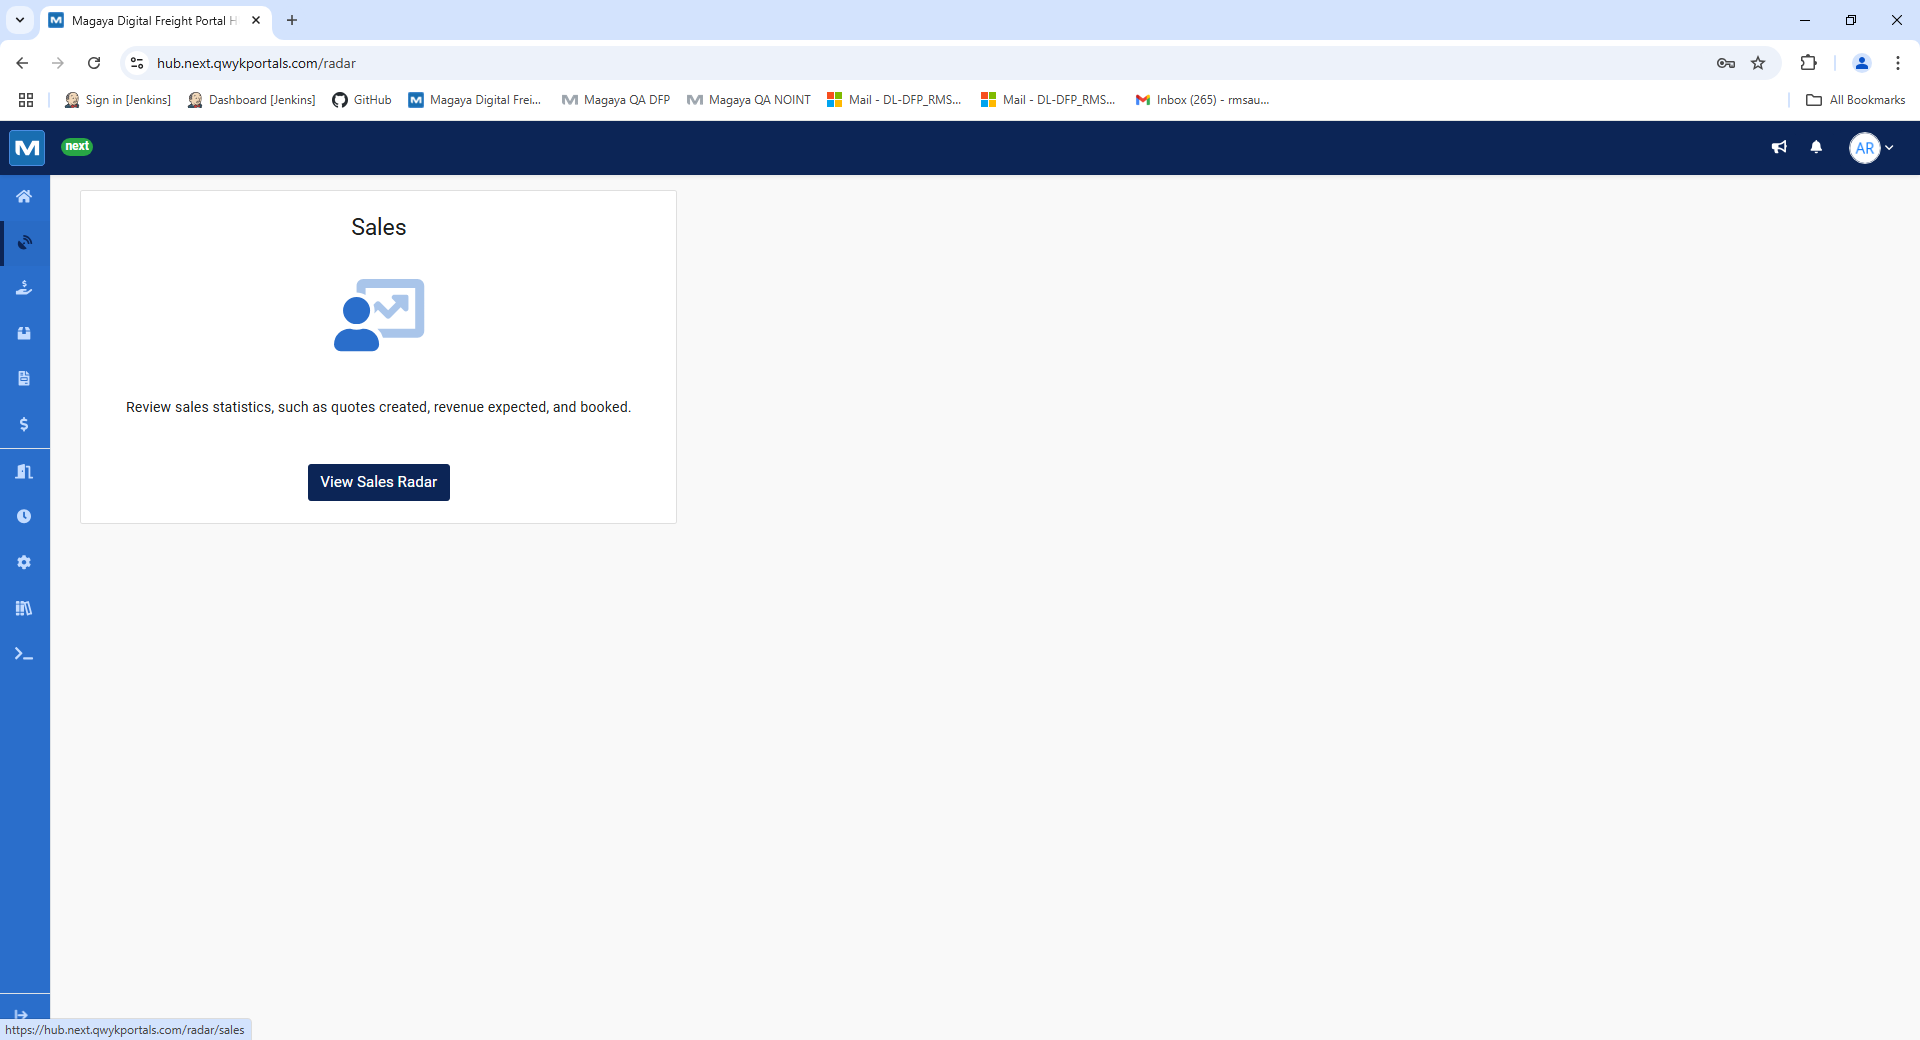 Magaya Digital Freight Portal H
hub.next.qwykportals.com/radar
Sign in [Jenkins]
Dashboard [Jenkins]
GitHub
Magaya Digital Frei...
Magaya QA DFP
Magaya QA NOINT
Mail - DL-DFP_RMS...
Mail - DL-DFP_RMS...
Inbox (265) - rmsau...
All Bookmarks
next
AR
Sales
Review sales statistics, such as quotes created, revenue expected, and booked.
View Sales Radar
https://hub.next.qwykportals.com/radar/sales